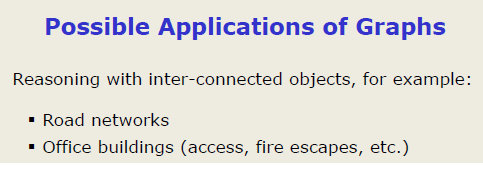 Possible Applications of Graphs
Reasoning with inter-connected objects, for example:
▪ Road networks
▪ Office buildings (access, fire escapes, etc.)